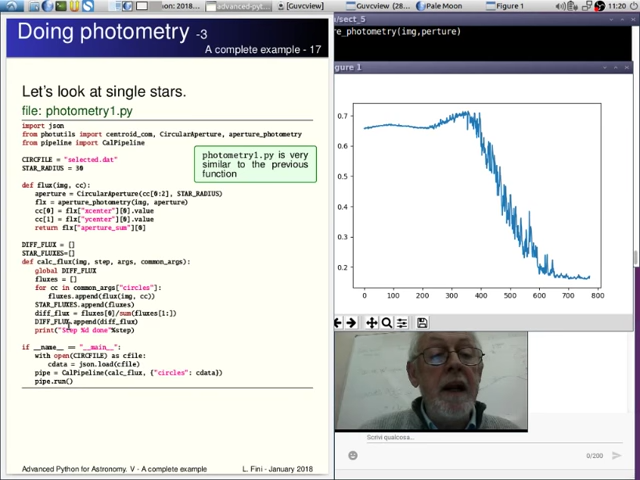 oion: 2018...
advanced-pyt...
[Guvcview]
Guvcview (28...
Pale Moon
Figure 1
11:20
Doing photometry -3
A complete example - 17
Let's look at single stars.
file: photometry1.py
import json
from photutils import centroid_com, CircularAperture, aperture_photometry
from pipeline import CalPipeline
CIRCFILE = "selected.dat"
STAR_RADIUS = 30
photometry1.py is very
similar to the previous
function
def flux(img, cc):
aperture = CircularAperture(cc[0:2], STAR_RADIUS)
flx = aperture_photometry(img, aperture)
cc[0] = flx["xcenter"][0].value
cc[1] = flx["ycenter"][0].value
return flx["aperture_sum"][0]
DIFF_FLUX = []
STAR_FLUXES=[]
def calc_flux(img, step, args, common_args):
global DIFF_FLUX
fluxes = []
for cc in common_args["circles"]:
fluxes.append(flux(img, cc))
STAR_FLUXES.append(fluxes)
diff_flux = fluxes[0]/sum(fluxes[1:])
DIFF_FLUX.append(diff_flux)
print("Step %d done"%step)
if __name__ == "__main__":
with open(CIRCFILE) as cfile:
cdata = json.load(cfile)
pipe = CalPipeline(calc_flux, {"circles": cdata})
pipe.run()
Advanced Python for Astronomy. V - A complete example
L. Fini - January 2018
/sect_5
re_photometry(img,perture)
igure 1
0.7
0.6
0.5
0.4
0.3
0.2
0
100
200
300
400
500
600
700
800
Scrivi qualcosa...
0/200